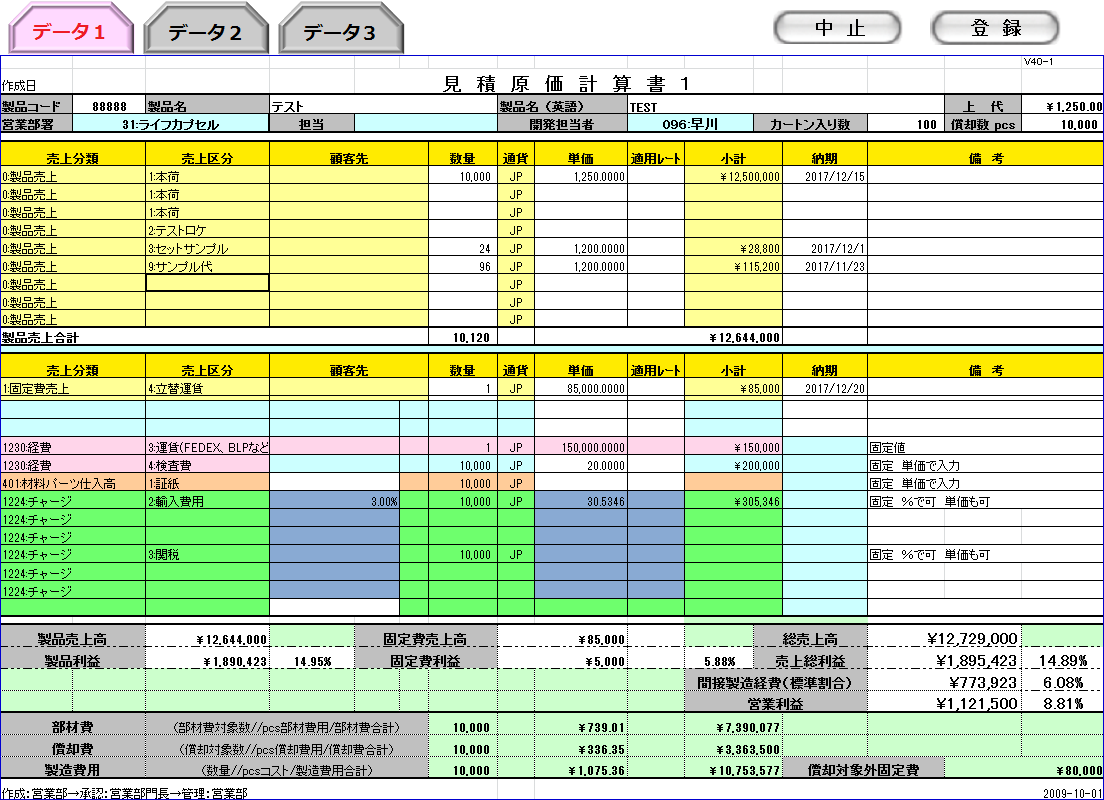 データ1 データ2 データ3 中 止 登 録
V40-1
作成日 見 積 原 価 計 算 書 1
製品コード 88888 製品名 テスト 製品名（英語） TEST 上 代 ¥1,250.00
営業部署 31:ライフカプセル 担当 開発担当者 096:早川 カートン入り数 100 償却数 pcs 10,000
売上分類 売上区分 顧客先 数量 通貨 単価 適用レート 小計 納期 備 考
0:製品売上 1:本荷 10,000 JP 1,250.0000 ¥12,500,000 2017/12/15
0:製品売上 1:本荷 JP
0:製品売上 1:本荷 JP
0:製品売上 2:テストロケ JP
0:製品売上 3:セットサンプル 24 JP 1,200.0000 ¥28,800 2017/12/1
0:製品売上 9:サンプル代 96 JP 1,200.0000 ¥115,200 2017/11/23
0:製品売上 JP
0:製品売上 JP
0:製品売上 JP
製品売上合計 10,120 ¥12,644,000
売上分類 売上区分 顧客先 数量 通貨 単価 適用レート 小計 納期 備 考
1:固定費売上 4:立替運賃 1 JP 85,000.0000 ¥85,000 2017/12/20
1230:経費 3:運賃(FEDEX、BLPなど 1 JP 150,000.0000 ¥150,000 固定値
1230:経費 4:検査費 10,000 JP 20.0000 ¥200,000 固定 単価で入力
401:材料パーツ仕入高 1:証紙 10,000 JP 固定 単価で入力
1224:チャージ 2:輸入費用 3.00% 10,000 JP 30.5346 ¥305,346 固定 %で可 単価も可
1224:チャージ
1224:チャージ
1224:チャージ 3:関税 10,000 JP 固定 %で可 単価も可
1224:チャージ
1224:チャージ
製品売上高 ¥12,644,000 固定費売上高 ¥85,000 総売上高 ¥12,729,000
製品利益 ¥1,890,423 14.95% 固定費利益 ¥5,000 5.88% 売上総利益 ¥1,895,423 14.89%
間接製造経費(標準割合) ¥773,923 6.08%
営業利益 ¥1,121,500 8.81%
部材費 (部材費対象数//pcs部材費用/部材費合計) 10,000 ¥739.01 ¥7,390,077
償却費 (償却対象数//pcs償却費用/償却費合計) 10,000 ¥336.35 ¥3,363,500
製造費用 (数量//pcsコスト/製造費用合計) 10,000 ¥1,075.36 ¥10,753,577 償却対象外固定費 ¥80,000
作成:営業部→承認:営業部門長→管理:営業部 2009-10-01